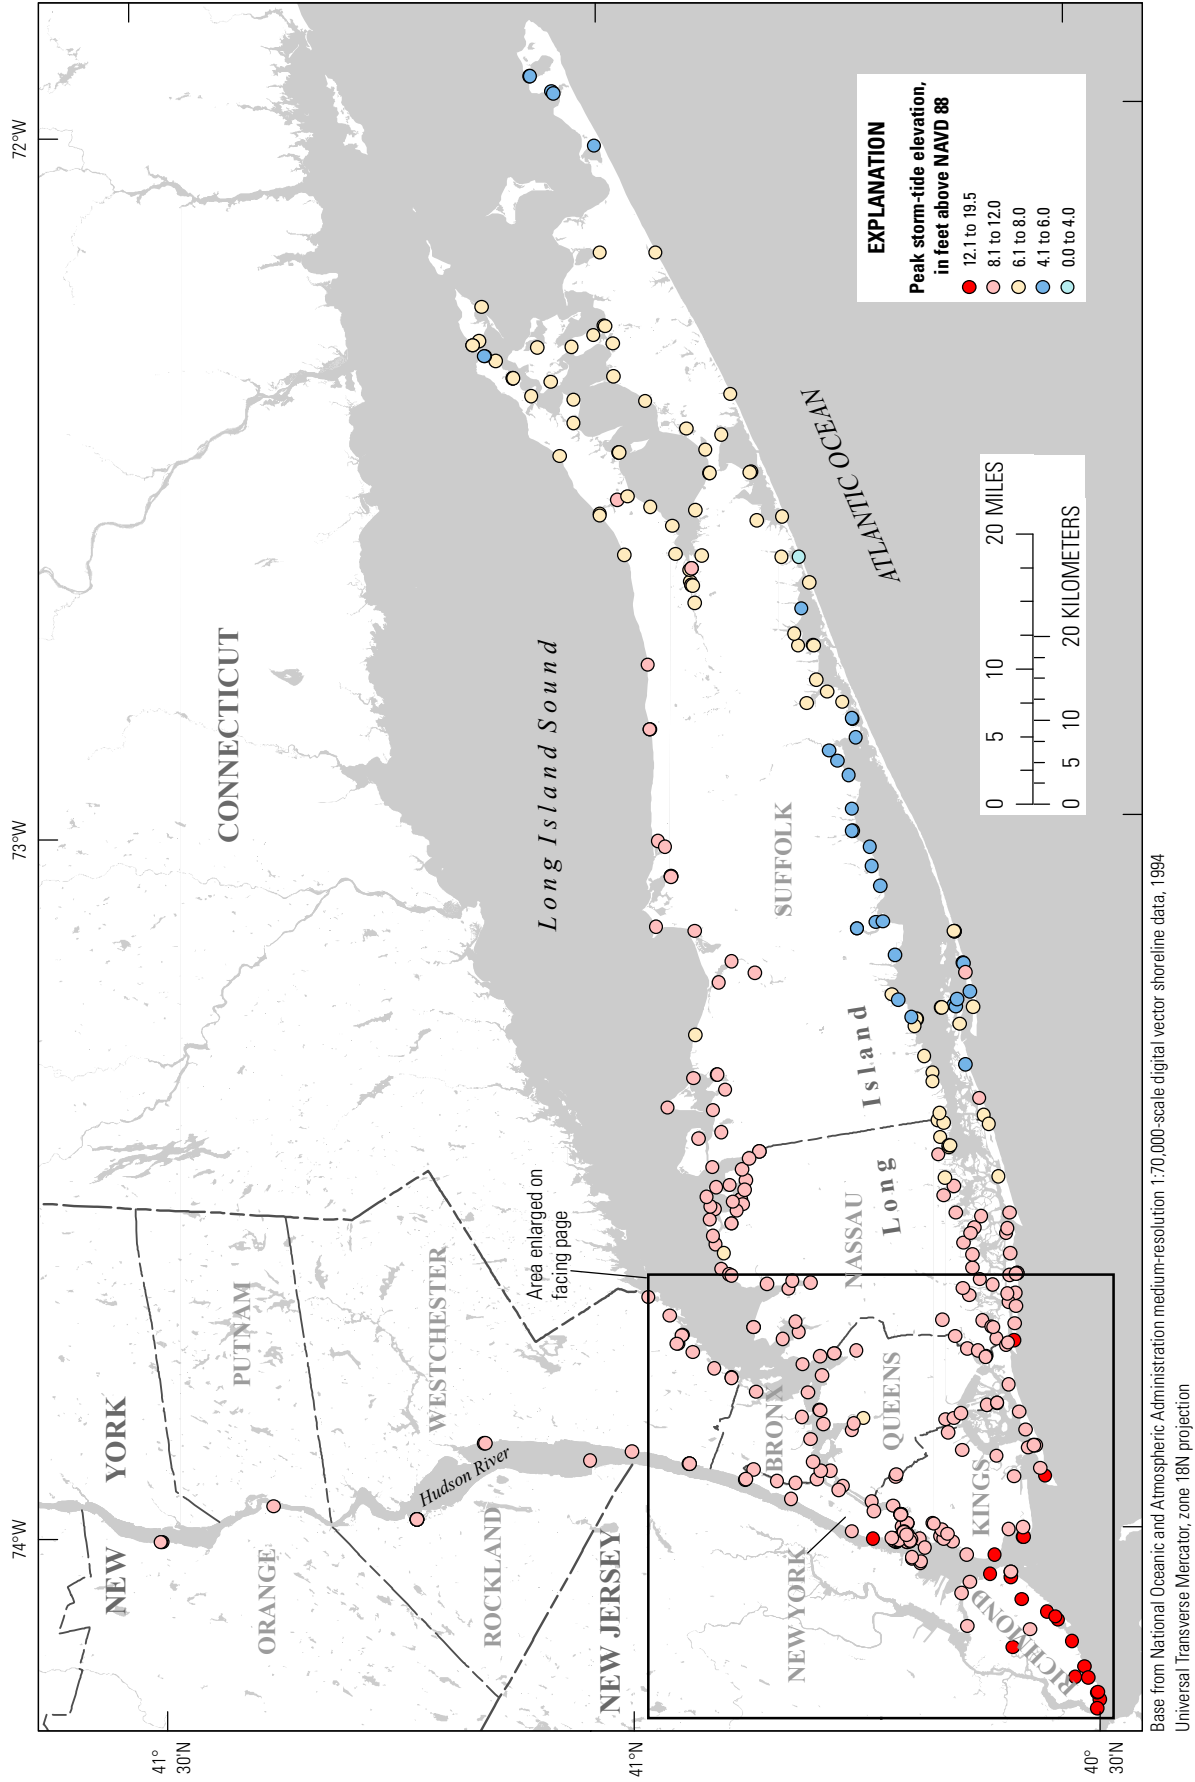 72°W
73°W
74°W
41°
30'N
41°N
40°
30'N
CONNECTICUT
NEW YORK
PUTNAM
WESTCHESTER
ORANGE
ROCKLAND
NEW JERSEY
Hudson River
Long Island Sound
Area enlarged on
facing page
BRONX
NEW YORK
QUEENS
KINGS
RICHMOND
NASSAU
SUFFOLK
Long Island
ATLANTIC OCEAN
EXPLANATION
Peak storm-tide elevation,
in feet above NAVD 88
12.1 to 19.5
8.1 to 12.0
6.1 to 8.0
4.1 to 6.0
0.0 to 4.0
0 5 10 20 MILES
0 5 10 20 KILOMETERS
Base from National Oceanic and Atmospheric Administration medium-resolution 1:70,000-scale digital vector shoreline data, 1994
Universal Transverse Mercator, zone 18N projection